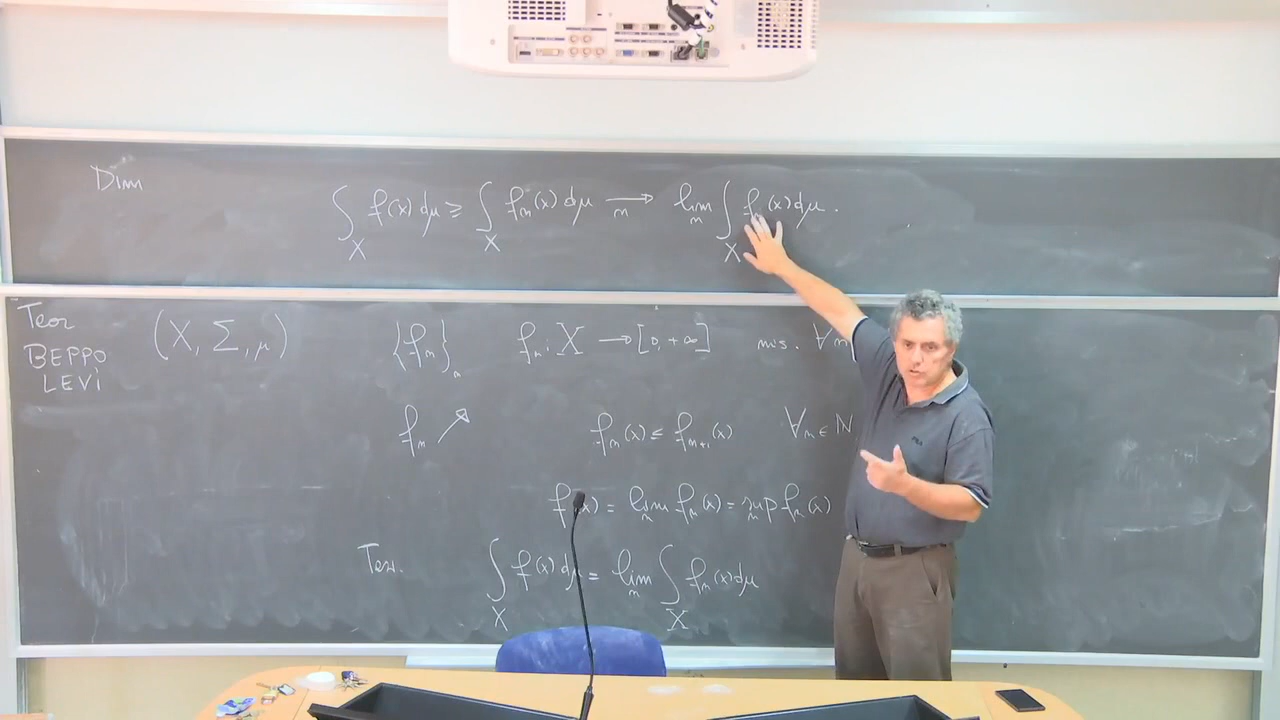 Dim
∫_X f(x)dμ ≥ ∫_X f_n(x)dμ →_n lim_n ∫_X f_n(x)dμ.
Teor BEPPO LEVI (X, Σ, μ) {f_n}_n f_n: X → [0, +∞] mis. ∀n
f_n ↗ f_n(x) ≤ f_{n+1}(x) ∀n ∈ ℕ
f(x) = lim_n f_n(x) = sup_n f_n(x)
Tesi. ∫_X f(x)dμ = lim_n ∫_X f_n(x)dμ